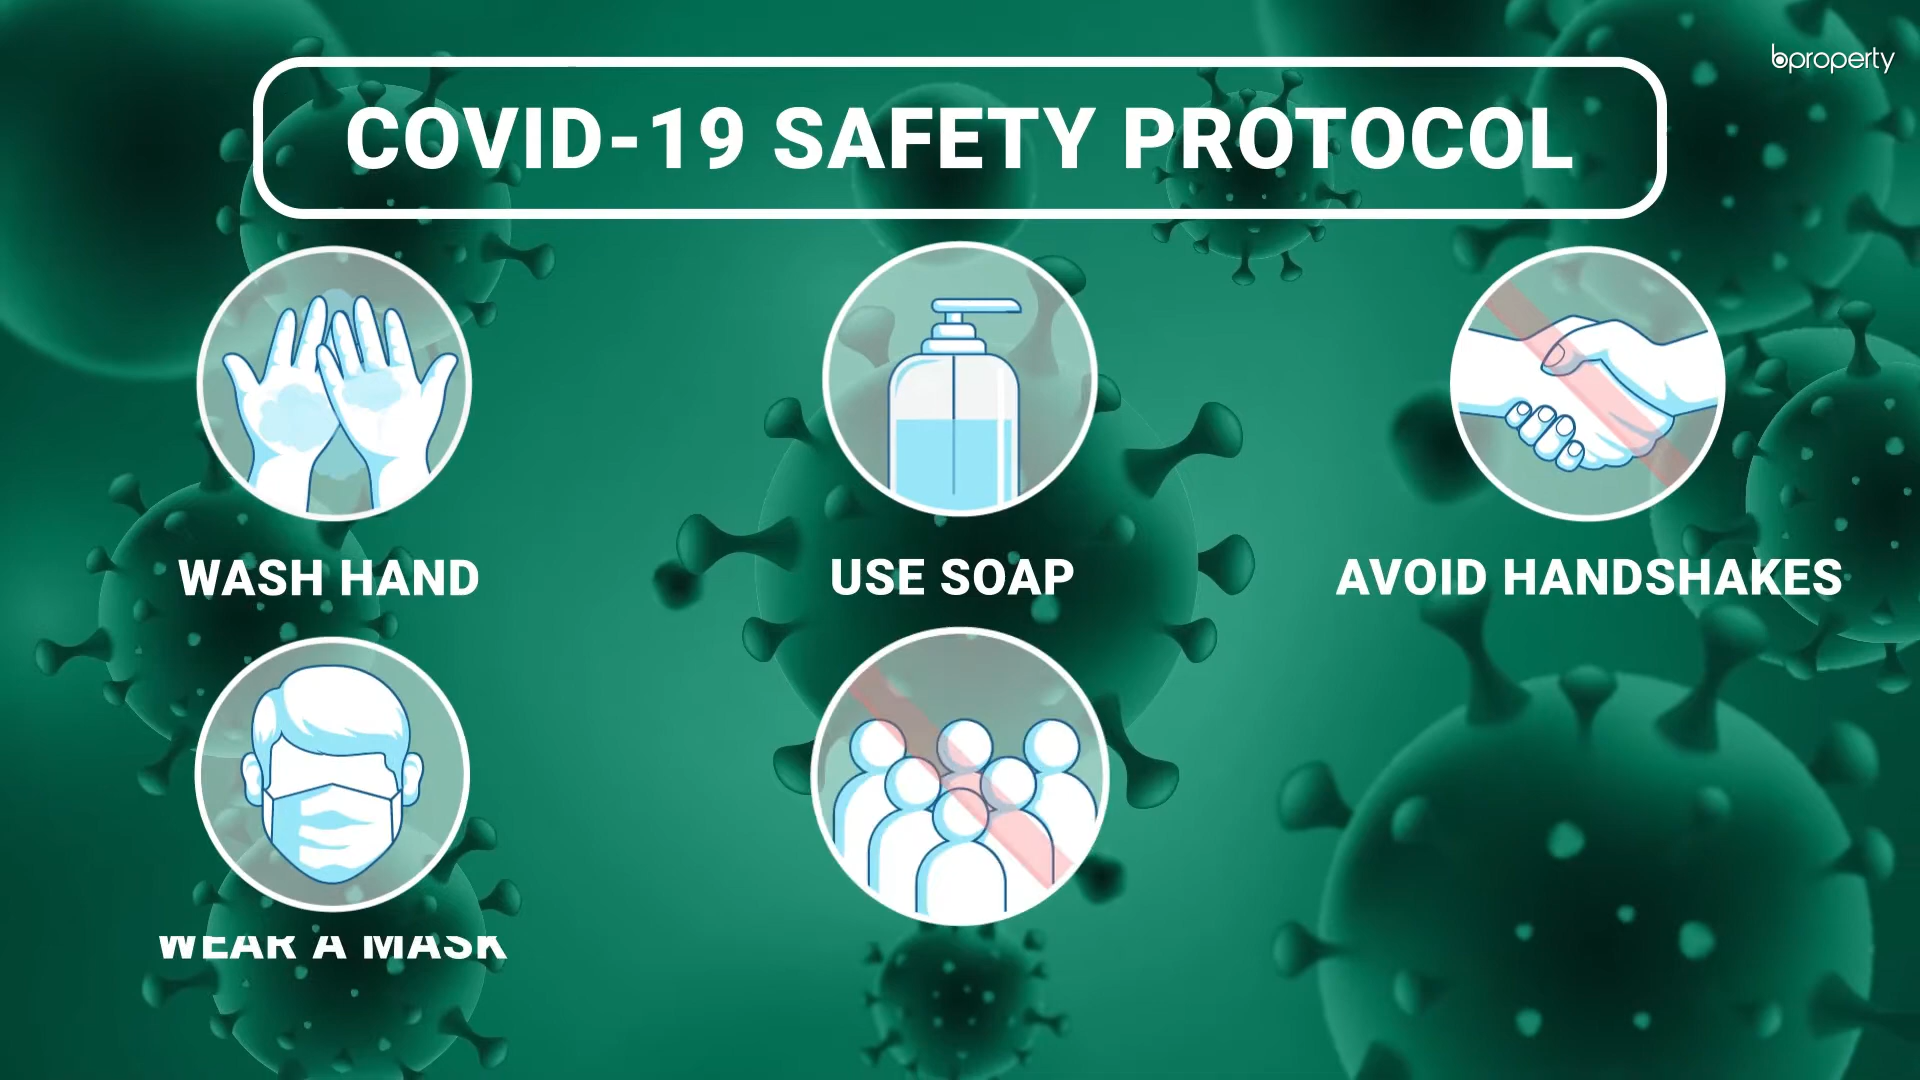 bproperty
COVID-19 SAFETY PROTOCOL
WASH HAND
USE SOAP
AVOID HANDSHAKES
WEAR A MASK